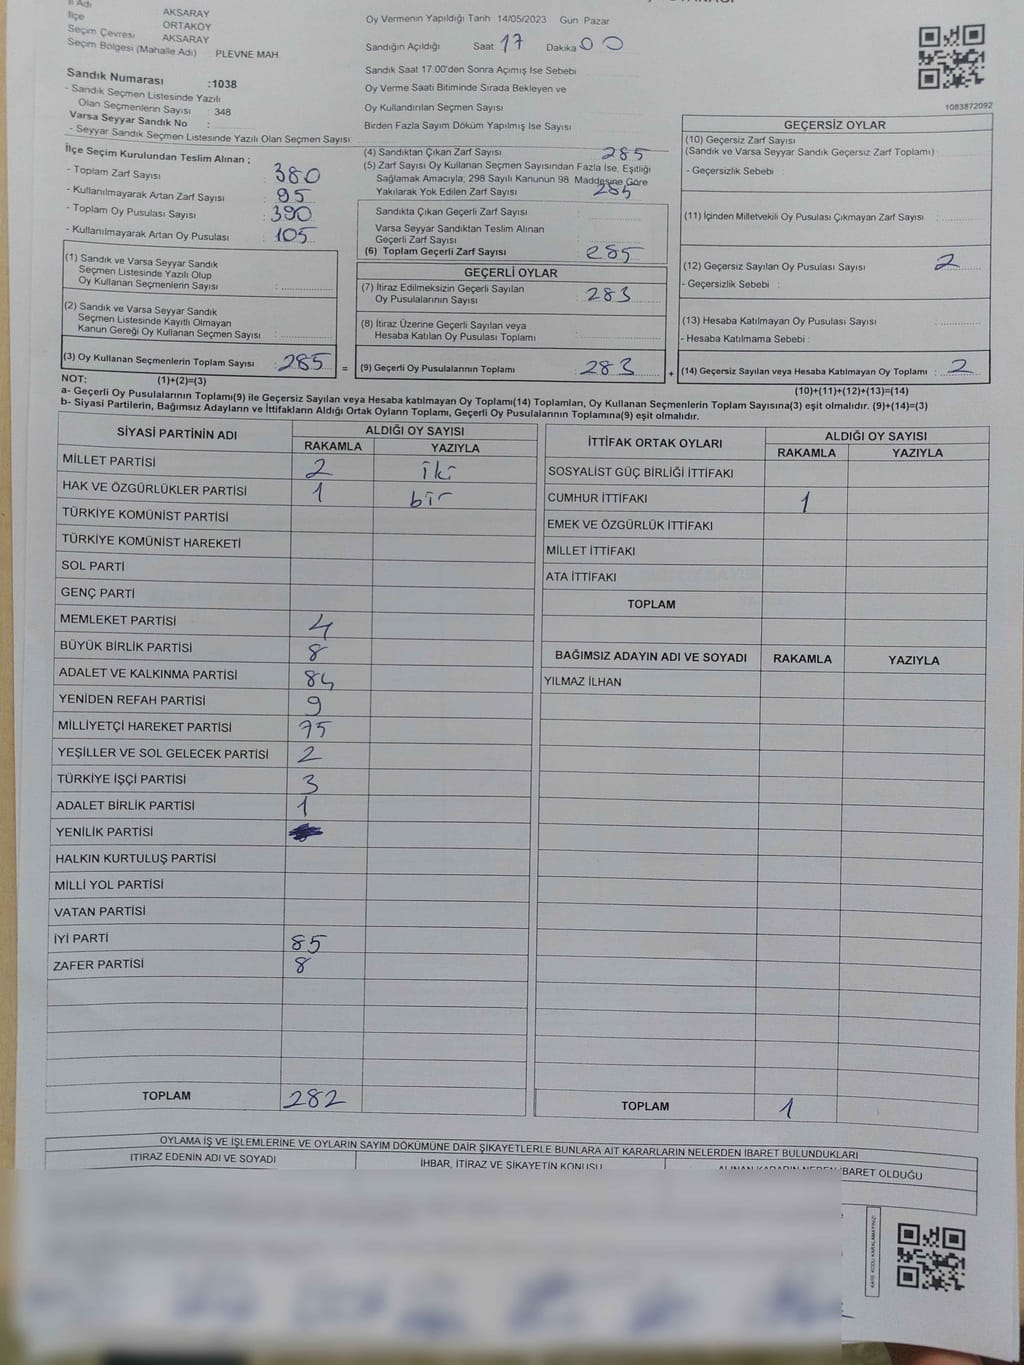 İl Adı AKSARAY
İlçe ORTAKÖY
Seçim Çevresi AKSARAY
Seçim Bölgesi (Mahalle Adı) PLEVNE MAH
Oy Vermenin Yapıldığı Tarih 14/05/2023 Gün Pazar
Sandığın Açıldığı Saat 17 Dakika 00
Sandık Saat 17.00'den Sonra Açımış Ise Sebebi
Oy Verme Saati Bitiminde Sırada Bekleyen ve
Oy Kullandırılan Seçmen Sayısı
Birden Fazla Sayım Döküm Yapılmış Ise Sayısı
1083872092
Sandık Numarası :1038
- Sandık Seçmen Listesinde Yazılı
Olan Seçmenlerin Sayısı : 348
Varsa Seyyar Sandık No :
- Seyyar Sandık Seçmen Listesinde Yazılı Olan Seçmen Sayısı
İlçe Seçim Kurulundan Teslim Alınan ;
- Toplam Zarf Sayısı : 380
- Kullanılmayarak Artan Zarf Sayısı : 95
- Toplam Oy Pusulası Sayısı : 390
- Kullanılmayarak Artan Oy Pusulası : 105
(1) Sandık ve Varsa Seyyar Sandık
Seçmen Listesinde Yazılı Olup
Oy Kullanan Seçmenlerin Sayısı :
(2) Sandık ve Varsa Seyyar Sandık
Seçmen Listesinde Kayıtlı Olmayan
Kanun Gereği Oy Kullanan Seçmen Sayısı :
(3) Oy Kullanan Seçmenlerin Toplam Sayısı : 285
(4) Sandıktan Çıkan Zarf Sayısı 285
(5) Zarf Sayısı Oy Kullanan Seçmen Sayısından Fazla İse, Eşitliği
Sağlamak Amacıyla, 298 Sayılı Kanunun 98. Maddesine Göre
Yakılarak Yok Edilen Zarf Sayısı 285
Sandıkta Çıkan Geçerli Zarf Sayısı :
Varsa Seyyar Sandıktan Teslim Alınan
Geçerli Zarf Sayısı :
(6) Toplam Geçerli Zarf Sayısı : 285
GEÇERLİ OYLAR
(7) İtiraz Edilmeksizin Geçerli Sayılan
Oy Pusulalarının Sayısı : 283
(8) İtiraz Üzerine Geçerli Sayılan veya
Hesaba Katılan Oy Pusulası Toplamı :
= (9) Geçerli Oy Pusulalarının Toplamı : 283
GEÇERSİZ OYLAR
(10) Geçersiz Zarf Sayısı
(Sandık ve Varsa Seyyar Sandık Geçersiz Zarf Toplamı) :
- Geçersizlik Sebebi :
(11) İçinden Milletvekili Oy Pusulası Çıkmayan Zarf Sayısı :
(12) Geçersiz Sayılan Oy Pusulası Sayısı : 2
- Geçersizlik Sebebi :
(13) Hesaba Katılmayan Oy Pusulası Sayısı :
- Hesaba Katılmama Sebebi :
+ (14) Geçersiz Sayılan veya Hesaba Katılmayan Oy Toplamı : 2
NOT: (1)+(2)=(3) (10)+(11)+(12)+(13)=(14)
a- Geçerli Oy Pusulalarının Toplamı(9) ile Geçersiz Sayılan veya Hesaba katılmayan Oy Toplamı(14) Toplamları, Oy Kullanan Seçmenlerin Toplam Sayısına(3) eşit olmalıdır. (9)+(14)=(3)
b- Siyasi Partilerin, Bağımsız Adayların ve İttifakların Aldığı Ortak Oyların Toplamı, Geçerli Oy Pusulalarının Toplamına(9) eşit olmalıdır.
SİYASİ PARTİNİN ADI ALDIĞI OY SAYISI
RAKAMLA YAZIYLA
MİLLET PARTİSİ 2 iki
HAK VE ÖZGÜRLÜKLER PARTİSİ 1 bir
TÜRKİYE KOMÜNİST PARTİSİ
TÜRKİYE KOMÜNİST HAREKETİ
SOL PARTİ
GENÇ PARTİ
MEMLEKET PARTİSİ 4
BÜYÜK BİRLİK PARTİSİ 8
ADALET VE KALKINMA PARTİSİ 84
YENİDEN REFAH PARTİSİ 9
MİLLİYETÇİ HAREKET PARTİSİ 75
YEŞİLLER VE SOL GELECEK PARTİSİ 2
TÜRKİYE İŞÇİ PARTİSİ 3
ADALET BİRLİK PARTİSİ 1
YENİLİK PARTİSİ
HALKIN KURTULUŞ PARTİSİ
MİLLİ YOL PARTİSİ
VATAN PARTİSİ
İYİ PARTİ 85
ZAFER PARTİSİ 8
TOPLAM 282
İTTİFAK ORTAK OYLARI ALDIĞI OY SAYISI
RAKAMLA YAZIYLA
SOSYALİST GÜÇ BİRLİĞİ İTTİFAKI
CUMHUR İTTİFAKI 1
EMEK VE ÖZGÜRLÜK İTTİFAKI
MİLLET İTTİFAKI
ATA İTTİFAKI
TOPLAM
BAĞIMSIZ ADAYIN ADI VE SOYADI RAKAMLA YAZIYLA
YILMAZ İLHAN
TOPLAM 1
OYLAMA İŞ VE İŞLEMLERİNE VE OYLARIN SAYIM DÖKÜMÜNE DAİR ŞİKAYETLERLE BUNLARA AİT KARARLARIN NELERDEN İBARET BULUNDUKLARI
İTİRAZ EDENİN ADI VE SOYADI İHBAR, İTİRAZ VE ŞİKAYETİN KONUSU ALINAN KARARIN NEDEN İBARET OLDUĞU
KARE KODU KARALAMAYINIZ!